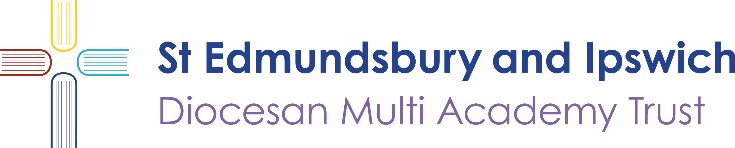 St Edmundsbury and Ipswich
Diocesan Multi Academy Trust